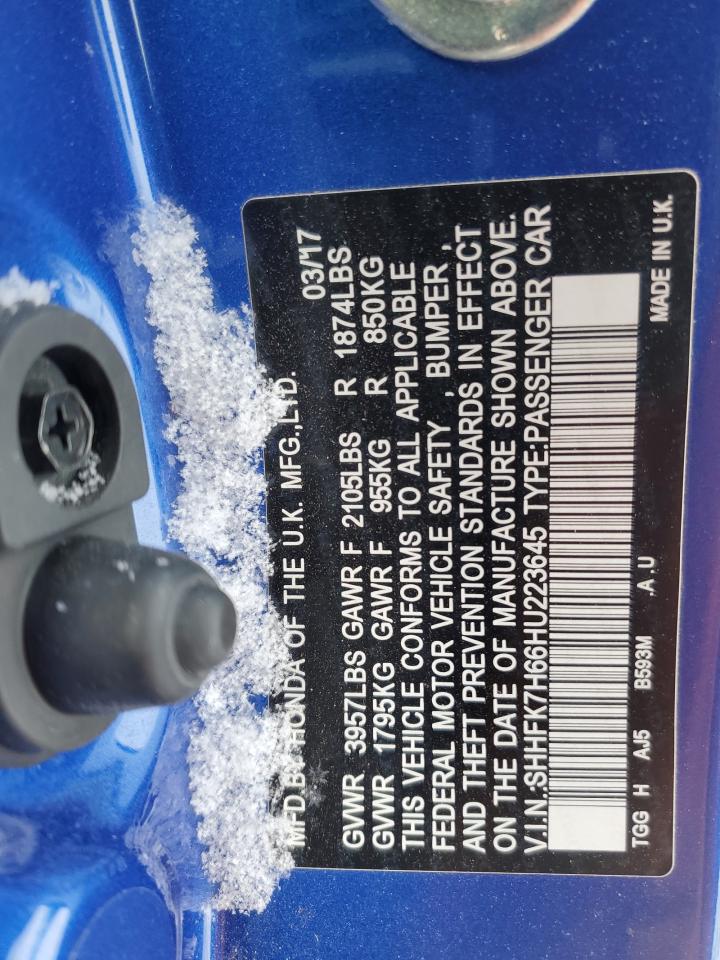 MFD.BY HONDA OF THE U.K. MFG.,LTD. 03/17
GVWR 3957LBS GAWR F 2105LBS R 1874LBS
GVWR 1795KG GAWR F 955KG R 850KG
THIS VEHICLE CONFORMS TO ALL APPLICABLE
FEDERAL MOTOR VEHICLE SAFETY , BUMPER ,
AND THEFT PREVENTION STANDARDS IN EFFECT
ON THE DATE OF MANUFACTURE SHOWN ABOVE.
V.I.N.:SHHFK7H66HU223645 TYPE:PASSENGER CAR
TGG H AJ5 B593M .A .U MADE IN U.K.